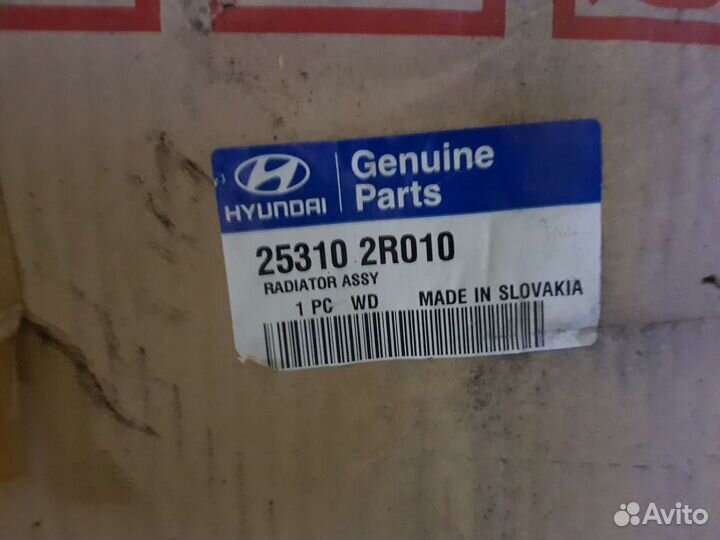 HYUNDAI
Genuine
Parts
25310 2R010
RADIATOR ASSY
1 PC WD MADE IN SLOVAKIA
Avito